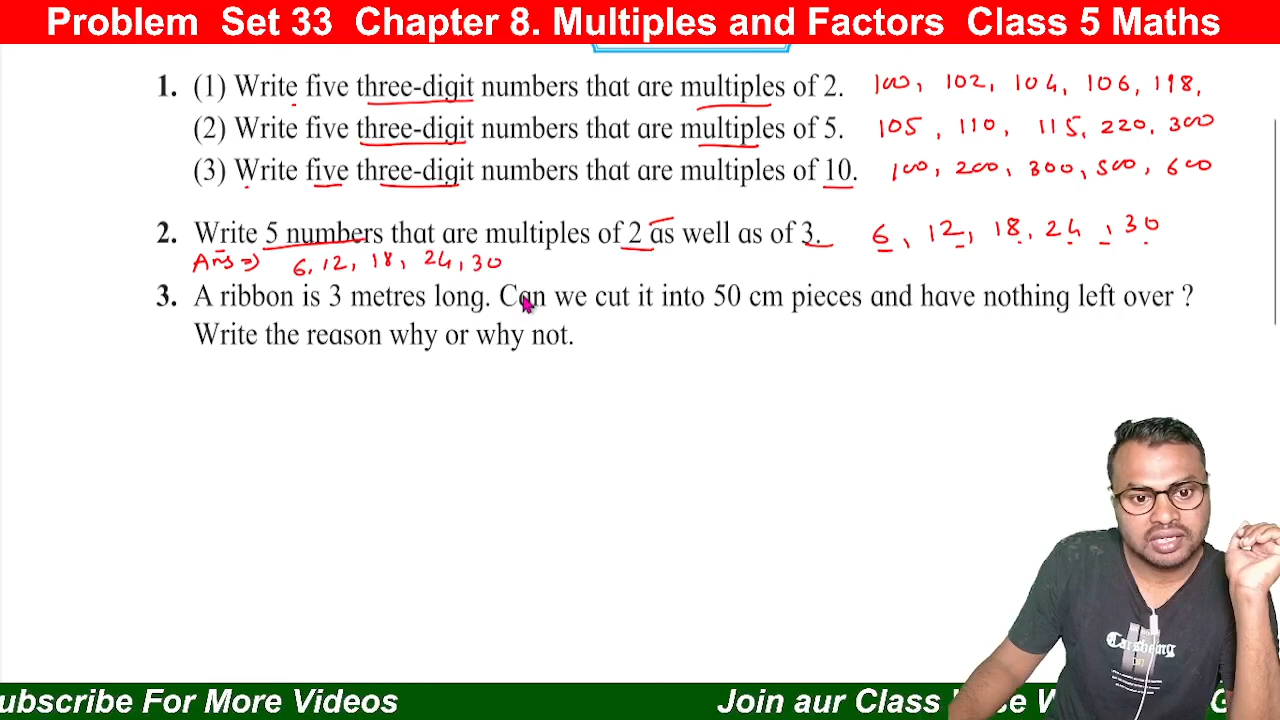 Problem Set 33 Chapter 8. Multiples and Factors Class 5 Maths
1. (1) Write five three-digit numbers that are multiples of 2. 100, 102, 104, 106, 118,
(2) Write five three-digit numbers that are multiples of 5. 105, 110, 115, 220, 300
(3) Write five three-digit numbers that are multiples of 10. 100, 200, 300, 500, 600
2. Write 5 numbers that are multiples of 2 as well as of 3. 6, 12, 18, 24, 30
Ans ⇒ 6, 12, 18, 24, 30
3. A ribbon is 3 metres long. Can we cut it into 50 cm pieces and have nothing left over ?
Write the reason why or why not.
Carsbeing
ubscribe For More Videos Join aur Class W G